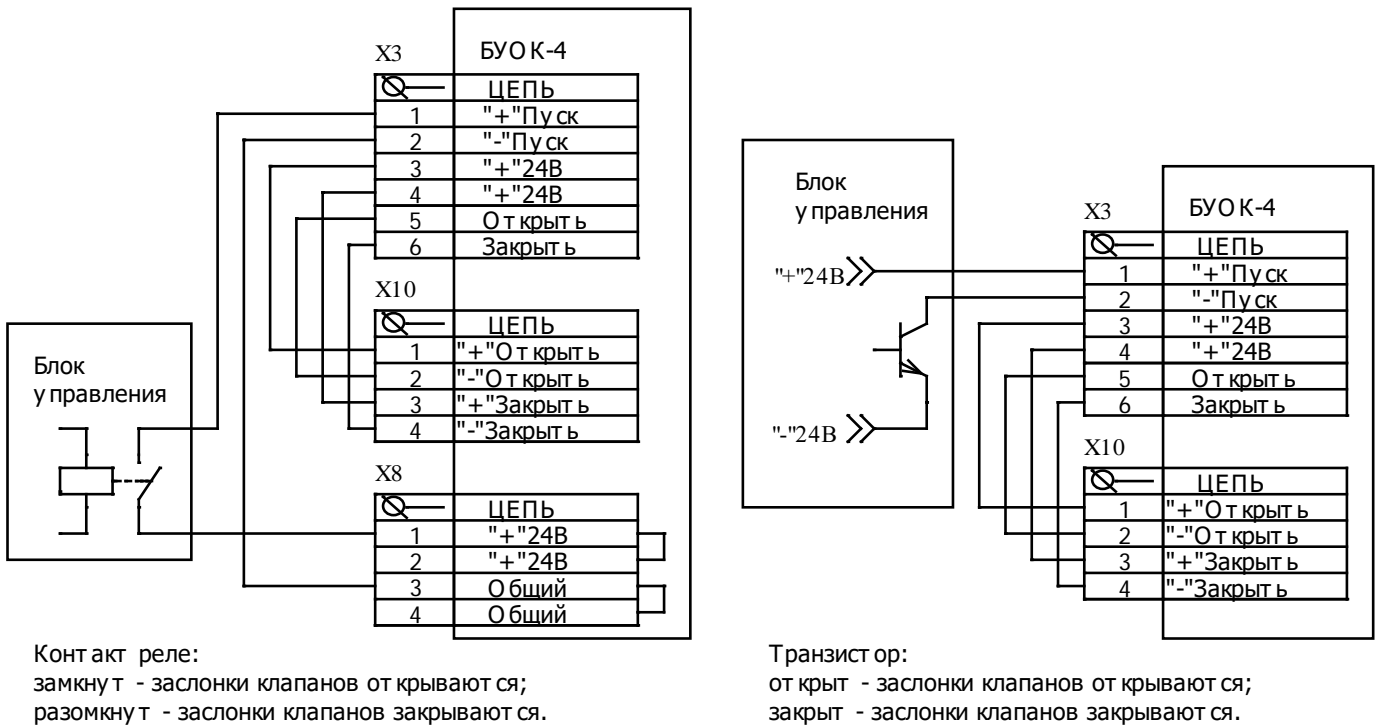 X3
БУОК-4
ЦЕПЬ
1 "+"Пуск
2 "-"Пуск
3 "+"24В
4 "+"24В
5 Открыть
6 Закрыть
X10
ЦЕПЬ
1 "+"Открыть
2 "-"Открыть
3 "+"Закрыть
4 "-"Закрыть
X8
ЦЕПЬ
1 "+"24В
2 "+"24В
3 Общий
4 Общий
Блок
управления
Контакт реле:
замкнут - заслонки клапанов открываются;
разомкнут - заслонки клапанов закрываются.
Блок
управления
"+"24В
"-"24В
X3
БУОК-4
ЦЕПЬ
1 "+"Пуск
2 "-"Пуск
3 "+"24В
4 "+"24В
5 Открыть
6 Закрыть
X10
ЦЕПЬ
1 "+"Открыть
2 "-"Открыть
3 "+"Закрыть
4 "-"Закрыть
Транзистор:
открыт - заслонки клапанов открываются;
закрыт - заслонки клапанов закрываются.